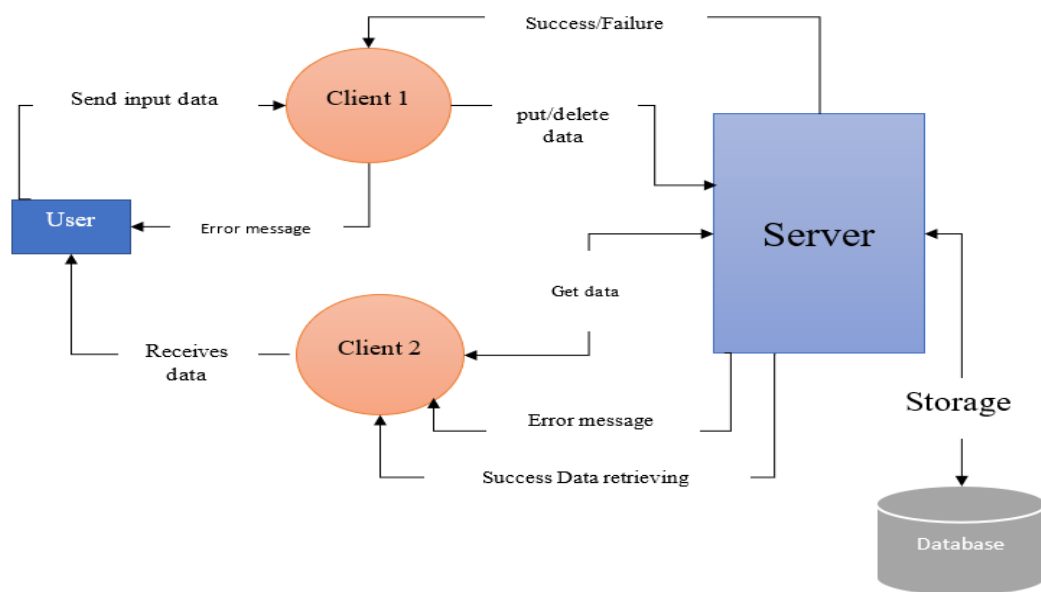 Success/Failure
Send input data
Client 1
put/delete
data
User
Error message
Server
Get data
Receives
data
Client 2
Storage
Error message
Success Data retrieving
Database